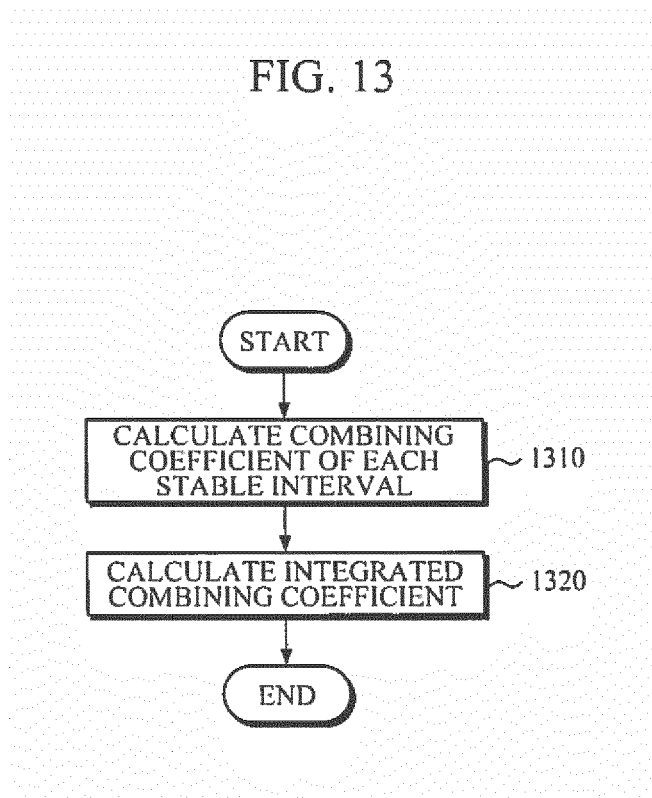 FIG. 13
START
CALCULATE COMBINING
COEFFICIENT OF EACH
STABLE INTERVAL
1310
CALCULATE INTEGRATED
COMBINING COEFFICIENT
1320
END